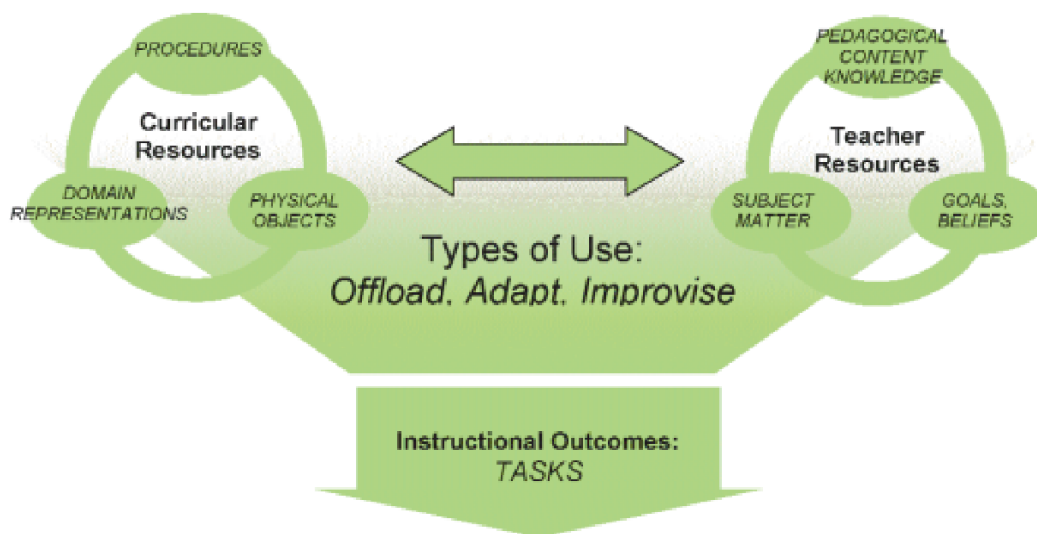 PROCEDURES
Curricular
Resources
DOMAIN
REPRESENTATIONS
PHYSICAL
OBJECTS
PEDAGOGICAL
CONTENT
KNOWLEDGE
Teacher
Resources
SUBJECT
MATTER
GOALS,
BELIEFS
Types of Use:
Offload, Adapt, Improvise
Instructional Outcomes:
TASKS